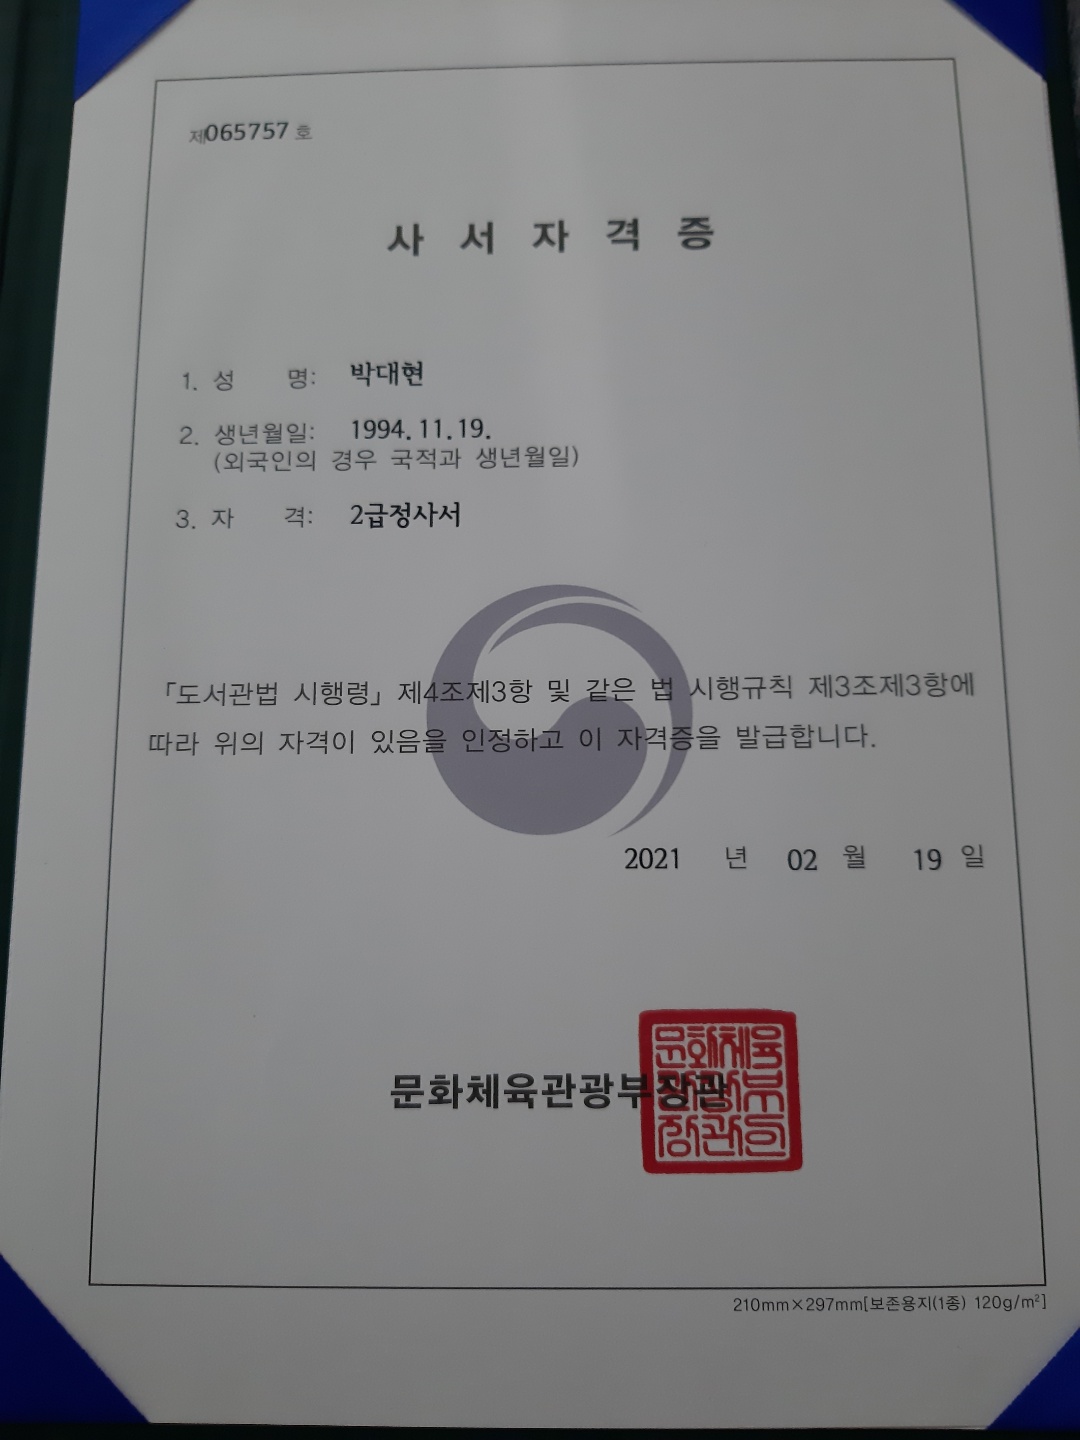 제065757 호
사 서 자 격 증
1. 성 명: 박대현
2. 생년월일: 1994. 11. 19.
(외국인의 경우 국적과 생년월일)
3. 자 격: 2급정사서
「도서관법 시행령」 제4조제3항 및 같은 법 시행규칙 제3조제3항에
따라 위의 자격이 있음을 인정하고 이 자격증을 발급합니다.
2021 년 02 월 19 일
문화체육관광부장관
문화체육
관광부
장관의
210mm×297mm[보존용지(1종) 120g/m²]